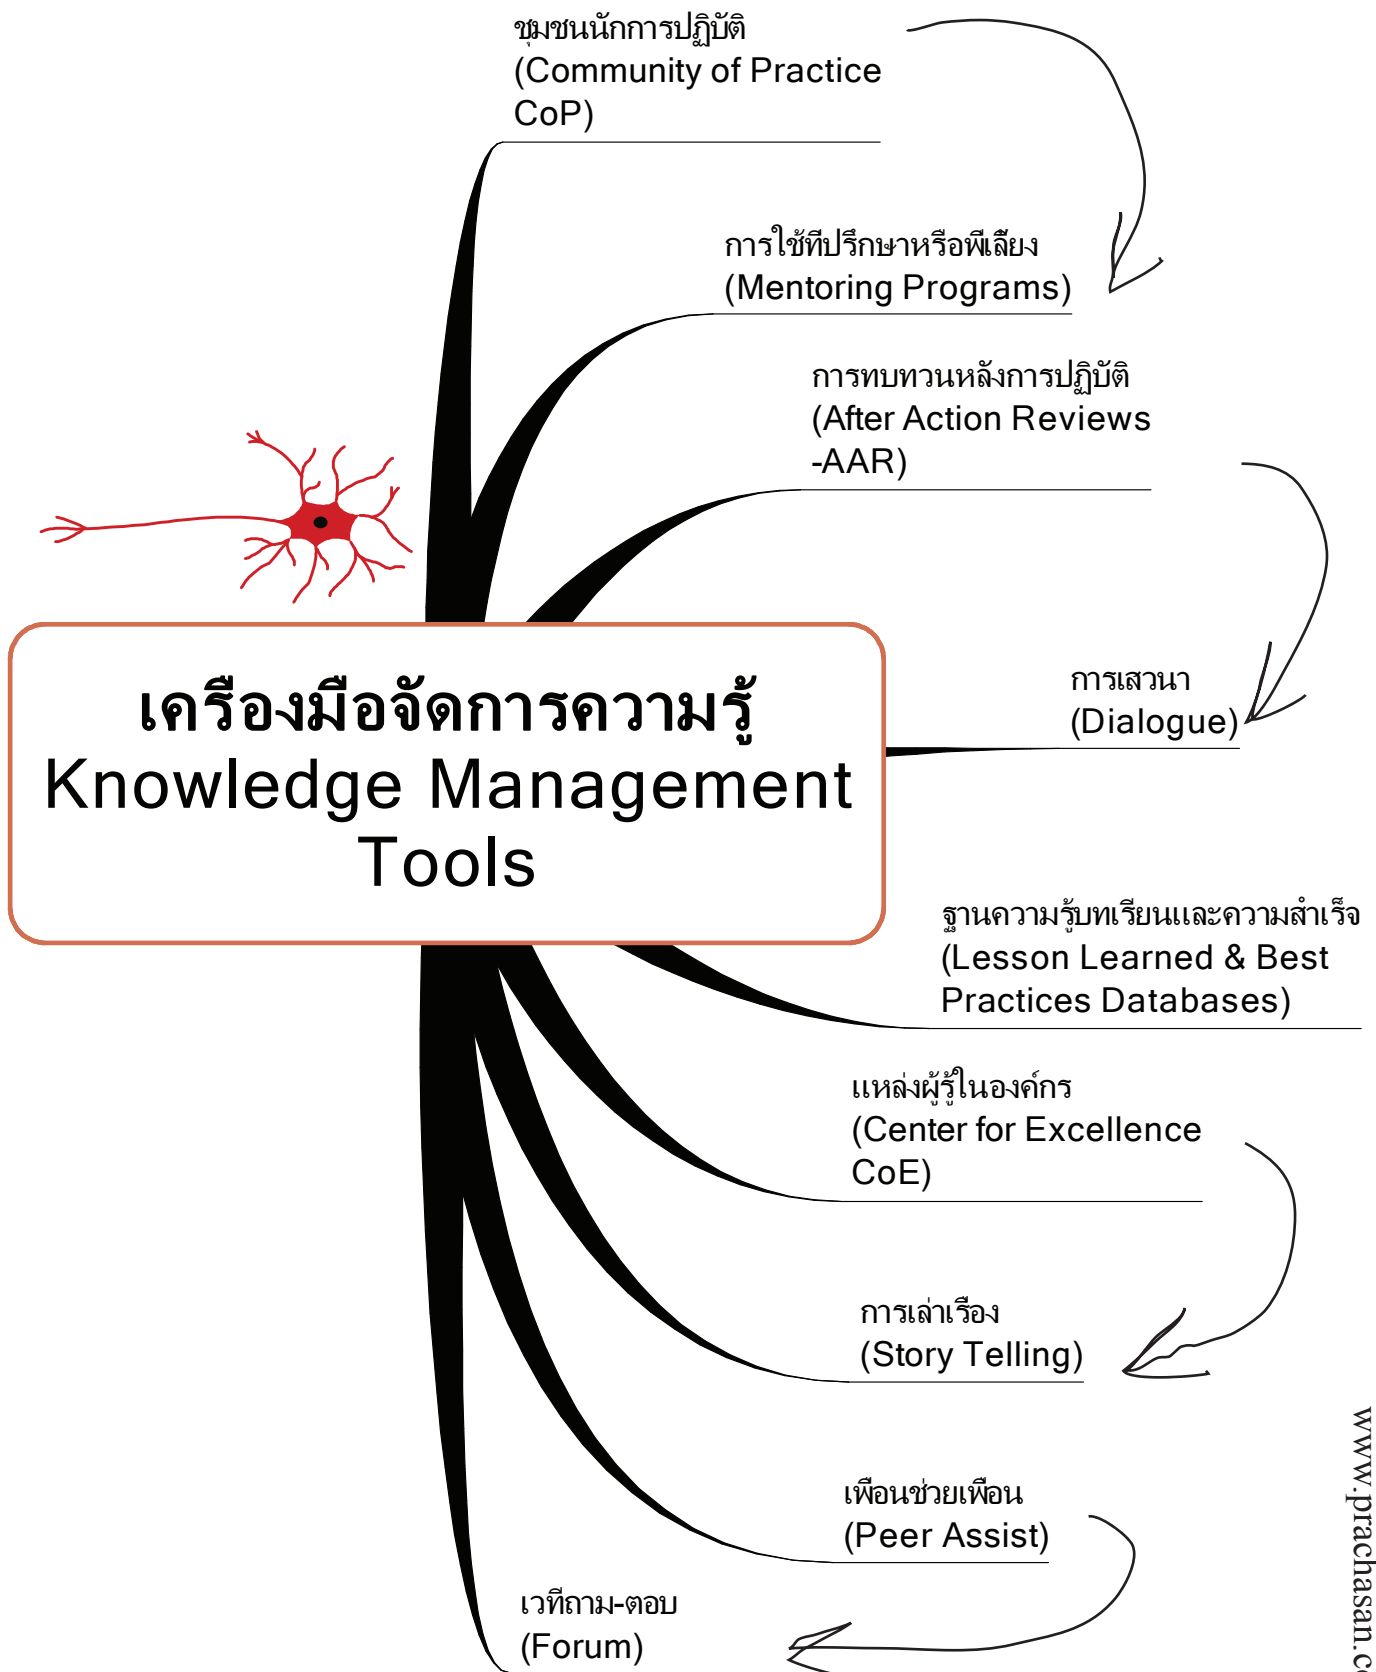 ชุมชนนักการปฏิบัติ
(Community of Practice
CoP)
การใช้ทีปรึกษาหรือพีเลี้ยง
(Mentoring Programs)
การทบทวนหลังการปฏิบัติ
(After Action Reviews
-AAR)
การเสวนา
(Dialogue)
เครืองมือจัดการความรู้
Knowledge Management
Tools
ฐานความรู้บทเรียนและความสำเร็จ
(Lesson Learned & Best
Practices Databases)
แหล่งผู้รู้ในองค์กร
(Center for Excellence
CoE)
การเล่าเรือง
(Story Telling)
เพือนช่วยเพือน
(Peer Assist)
เวทีถาม-ตอบ
(Forum)